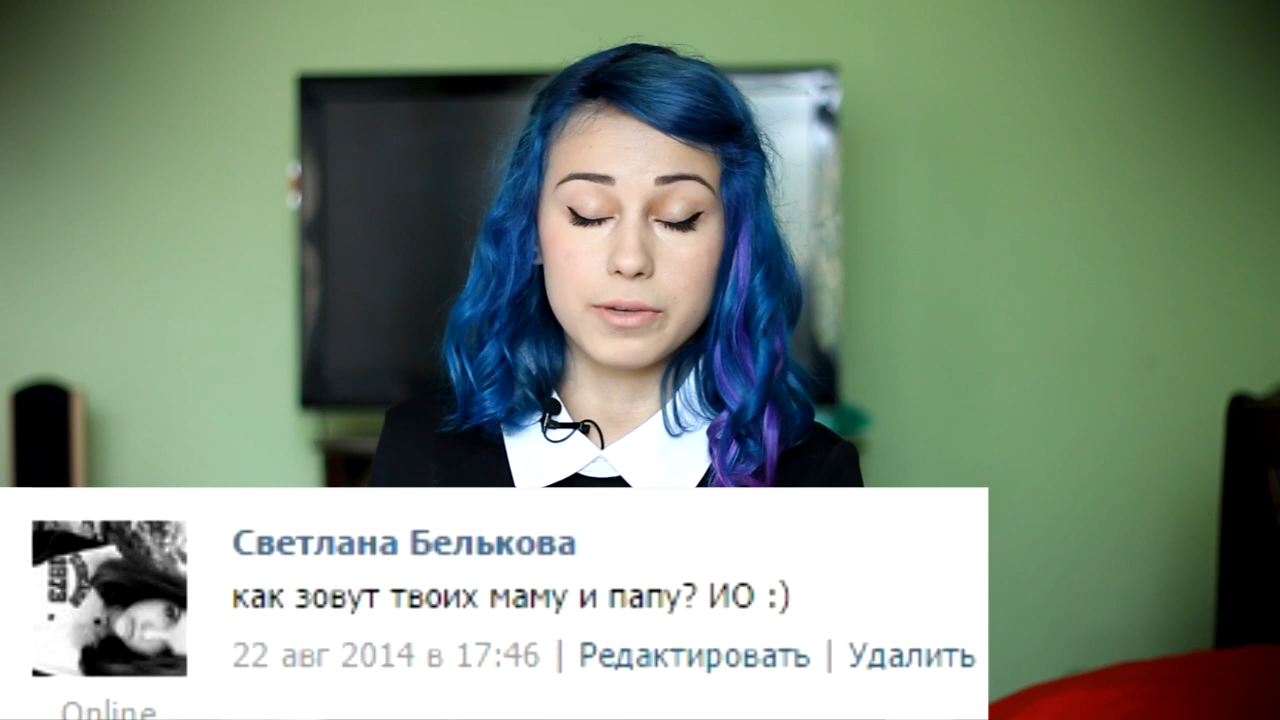 Светлана Белькова
как зовут твоих маму и папу? ИО :)
22 авг 2014 в 17:46 | Редактировать | Удалить
Online